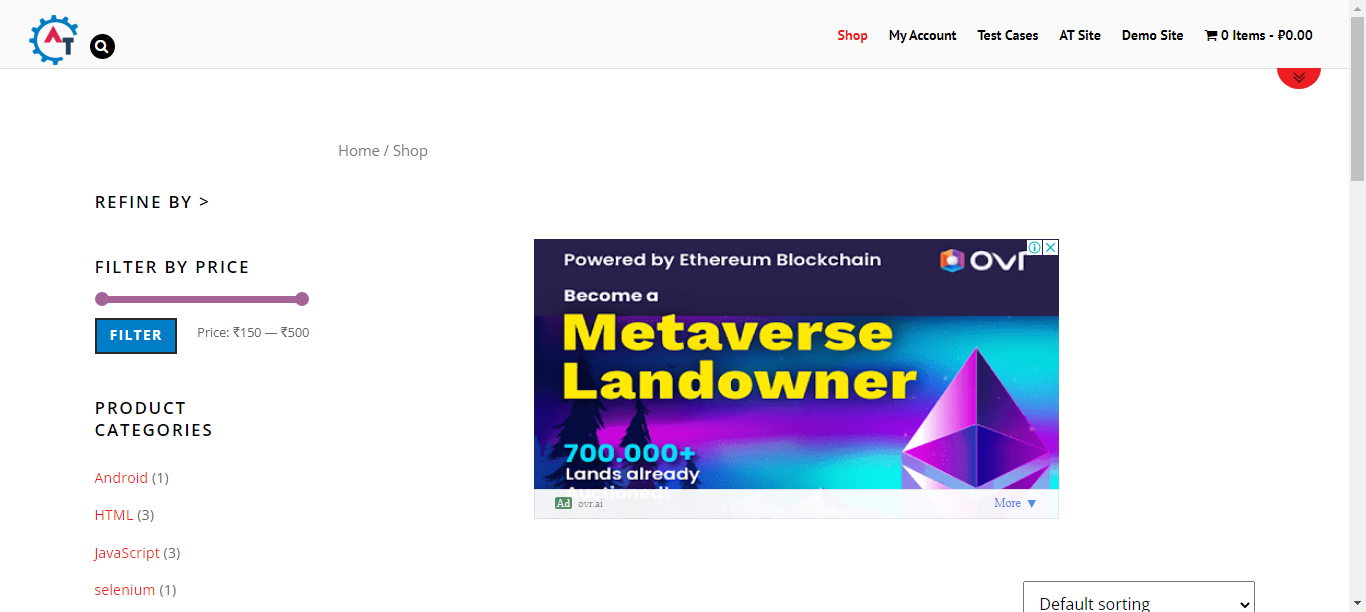 AT
Shop My Account Test Cases AT Site Demo Site 0 Items - ₽0.00
Home / Shop
REFINE BY >
FILTER BY PRICE
FILTER Price: ₹150 — ₹500
PRODUCT
CATEGORIES
Android (1)
HTML (3)
JavaScript (3)
selenium (1)
Powered by Ethereum Blockchain
OVR
Become a
Metaverse
Landowner
700.000+
Lands already
Auctioned!
Ad ovr.ai More ▼
Default sorting